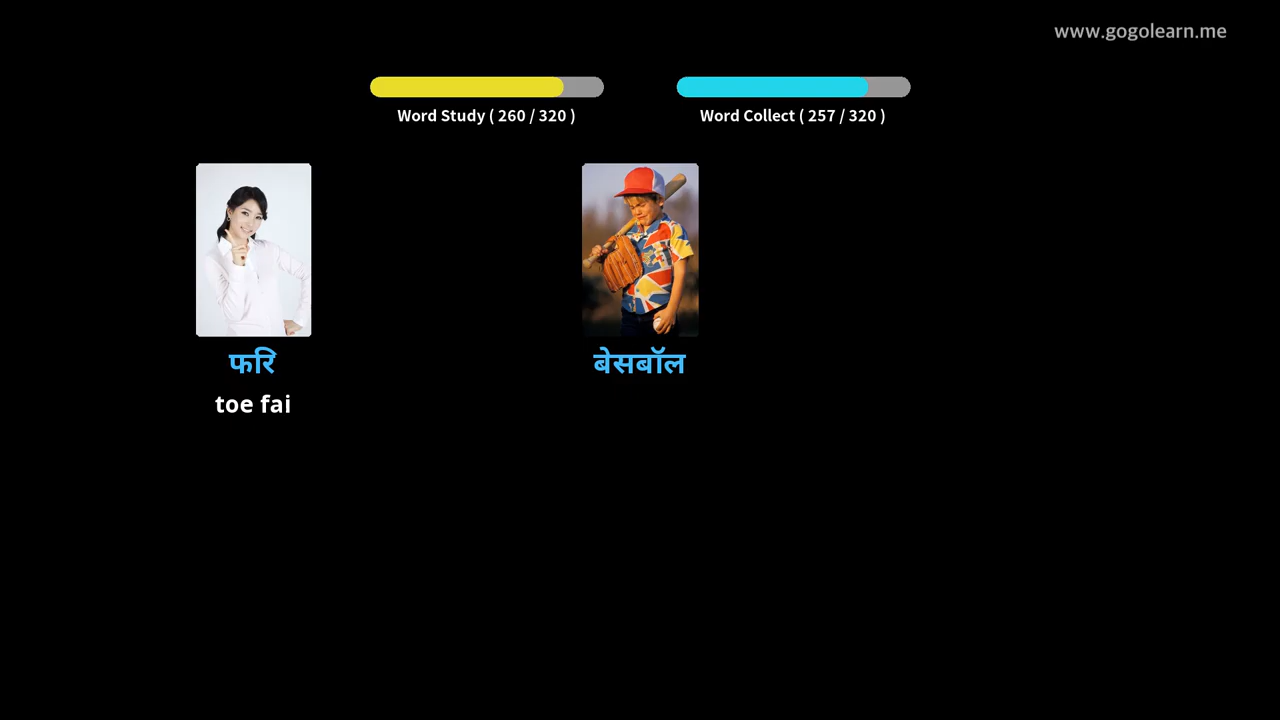 www.gogolearn.me
Word Study ( 260 / 320 )
Word Collect ( 257 / 320 )
फरि
बेसबॉल
toe fai